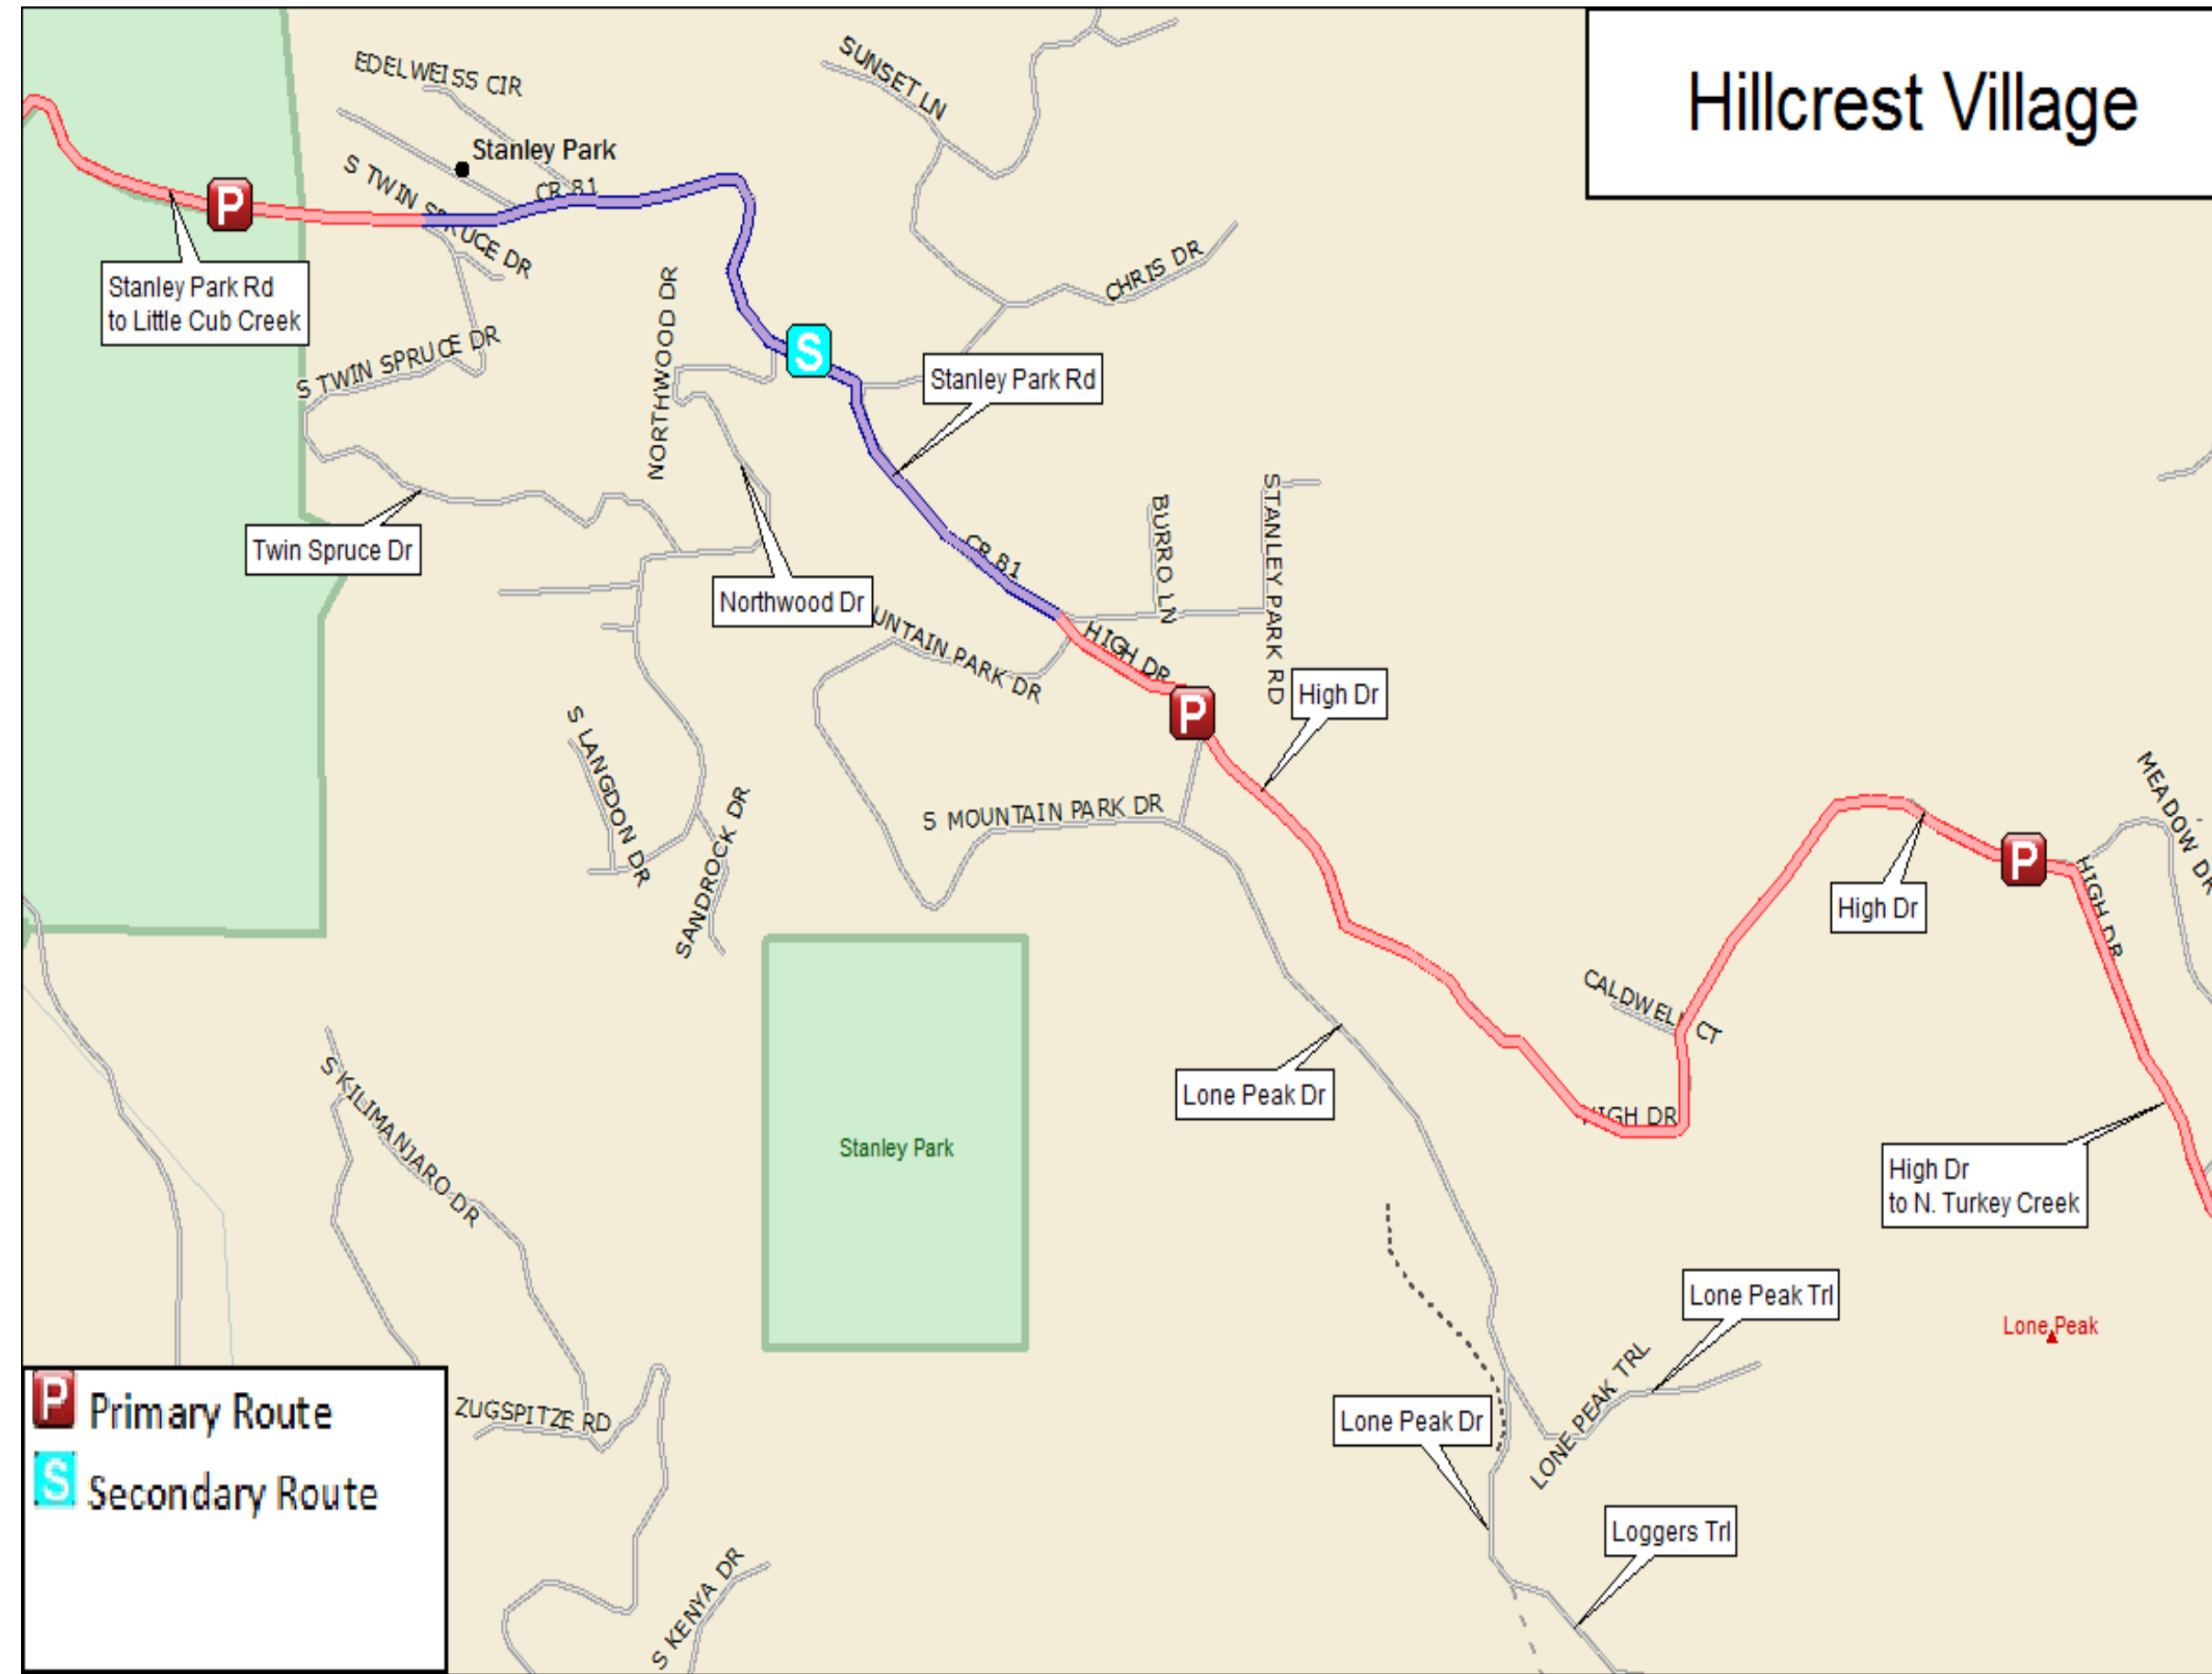 Hillcrest Village
EDELWEISS CIR
SUNSET LN
Stanley Park
S TWIN SPRUCE DR
CR 81
P
Stanley Park Rd
to Little Cub Creek
CHRIS DR
NORTHWOOD DR
S TWIN SPRUCE DR
S
Stanley Park Rd
Twin Spruce Dr
Northwood Dr
CR 81
BURRO LN
STANLEY PARK RD
UNTAIN PARK DR
HIGH DR
P
High Dr
S LANGDON DR
SANDROCK DR
S MOUNTAIN PARK DR
MEADOW DR
P
High Dr
HIGH DR
CALDWELL CT
Lone Peak Dr
HIGH DR
S KILIMANJARO DR
Stanley Park
High Dr
to N. Turkey Creek
Lone Peak Trl
Lone Peak
LONE PEAK TRL
Lone Peak Dr
Loggers Trl
P Primary Route
S Secondary Route
ZUGSPITZE RD
S KENYA DR